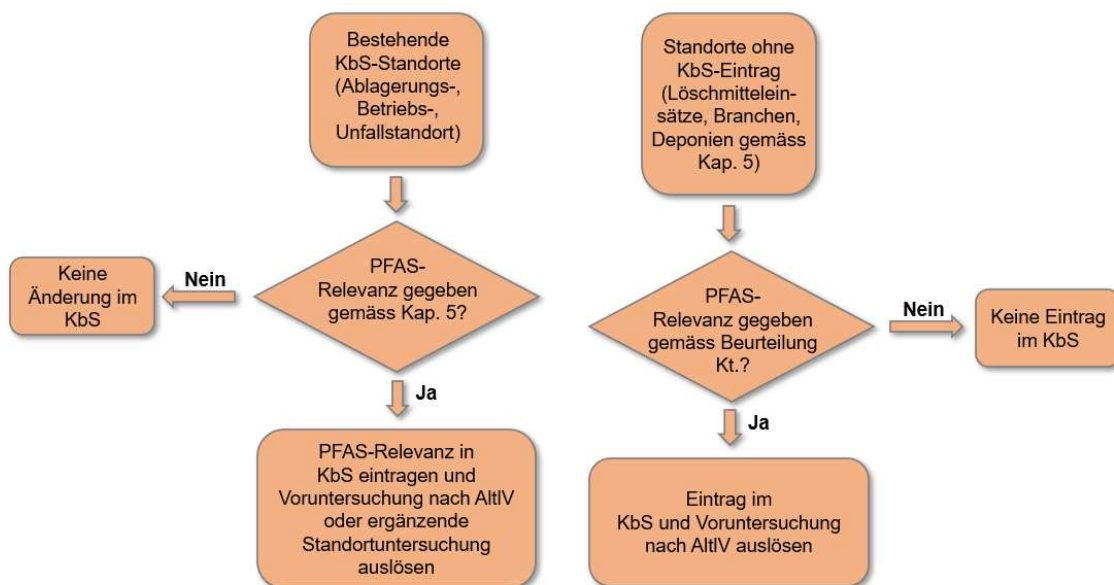 Bestehende
KbS-Standorte
(Ablagerungs-,
Betriebs-,
Unfallstandort)
PFAS-
Relevanz gegeben
gemäss Kap. 5?
Nein
Keine
Änderung im
KbS
Ja
PFAS-Relevanz in
KbS eintragen und
Voruntersuchung nach AltlV
oder ergänzende
Standortuntersuchung
auslösen
Standorte ohne
KbS-Eintrag
(Löschmittelein-
sätze, Branchen,
Deponien gemäss
Kap. 5)
PFAS-
Relevanz gegeben
gemäss Beurteilung
Kt.?
Nein
Keine Eintrag
im KbS
Ja
Eintrag im
KbS und Voruntersuchung
nach AltlV auslösen